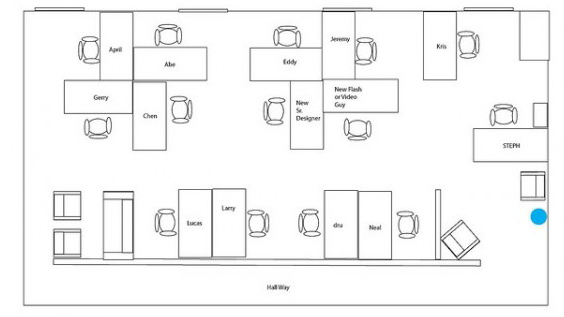 April
Abe
Eddy
Jeremy
Kris
Gerry
Chen
New
Sr.
Designer
New Flash
or Video
Guy
STEPH
Lucas
Larry
dru
Neal
Hall Way